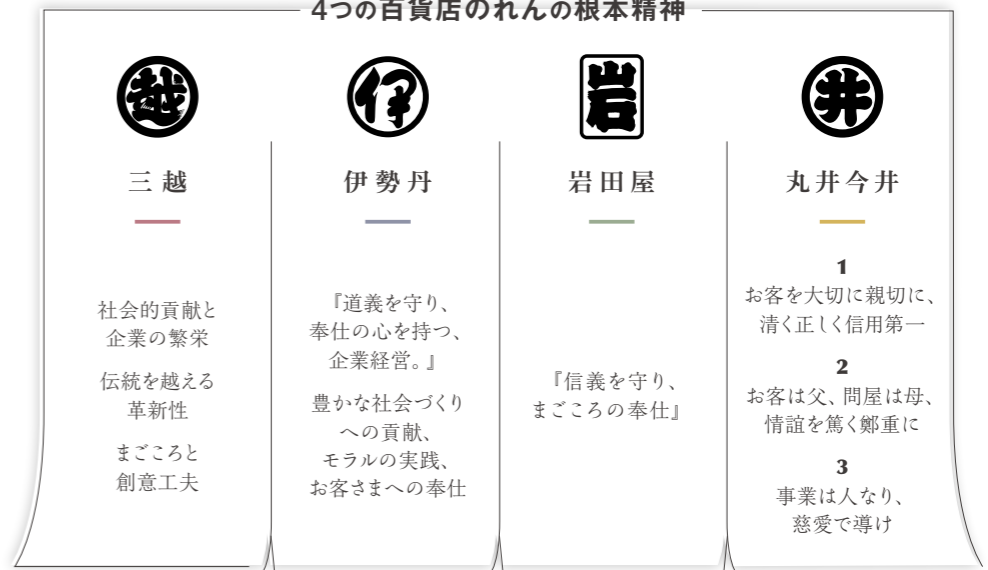 4つの百貨店のれんの根本精神
越
三越
社会的貢献と
企業の繁栄
伝統を越える
革新性
まごころと
創意工夫
伊
伊勢丹
『道義を守り、
奉仕の心を持つ、
企業経営。』
豊かな社会づくり
への貢献、
モラルの実践、
お客さまへの奉仕
岩
岩田屋
『信義を守り、
まごころの奉仕』
井
丸井今井
1
お客を大切に親切に、
清く正しく信用第一
2
お客は父、問屋は母、
情誼を篤く鄭重に
3
事業は人なり、
慈愛で導け